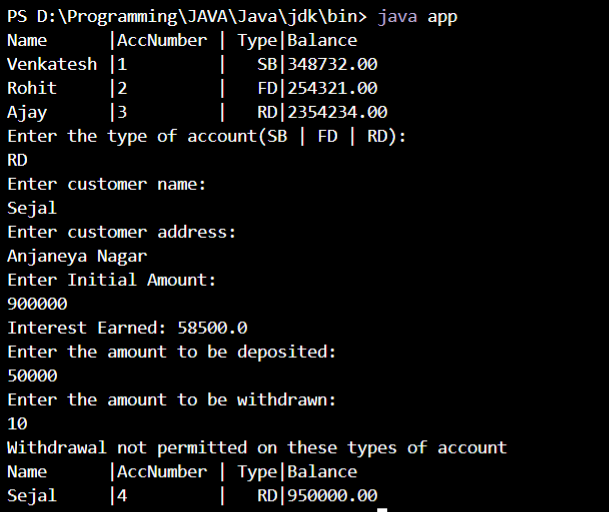 PS D:\Programming\JAVA\Java\jdk\bin> java app
Name      |AccNumber | Type|Balance
Venkatesh |1         |   SB|348732.00
Rohit     |2         |   FD|254321.00
Ajay      |3         |   RD|2354234.00
Enter the type of account(SB | FD | RD):
RD
Enter customer name:
Sejal
Enter customer address:
Anjaneya Nagar
Enter Initial Amount:
900000
Interest Earned: 58500.0
Enter the amount to be deposited:
50000
Enter the amount to be withdrawn:
10
Withdrawal not permitted on these types of account
Name      |AccNumber | Type|Balance
Sejal     |4         |   RD|950000.00